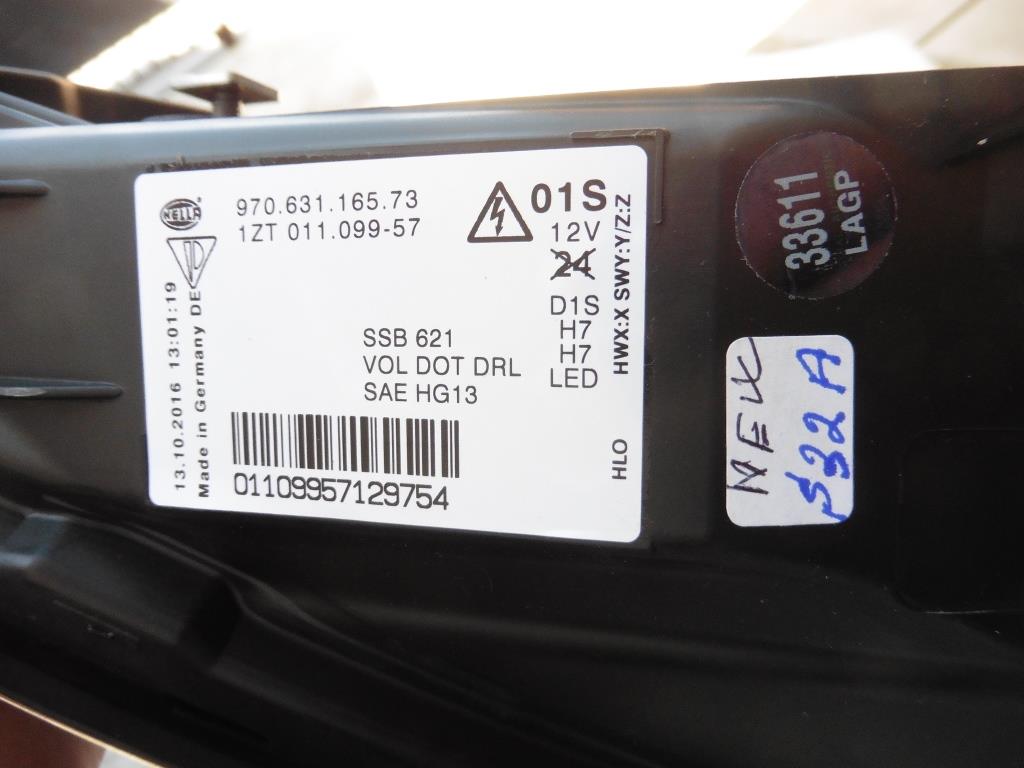 HELLA
970.631.165.73
1ZT 011.099-57
01S
12V
24
D1S
H7
H7
LED
SSB 621
VOL DOT DRL
SAE HG13
01109957129754
13.10.2016 13:01:19
Made in Germany DE
HWX:X SWY:Y/Z:Z
HLO
33611
LAGP
NEW
$32A